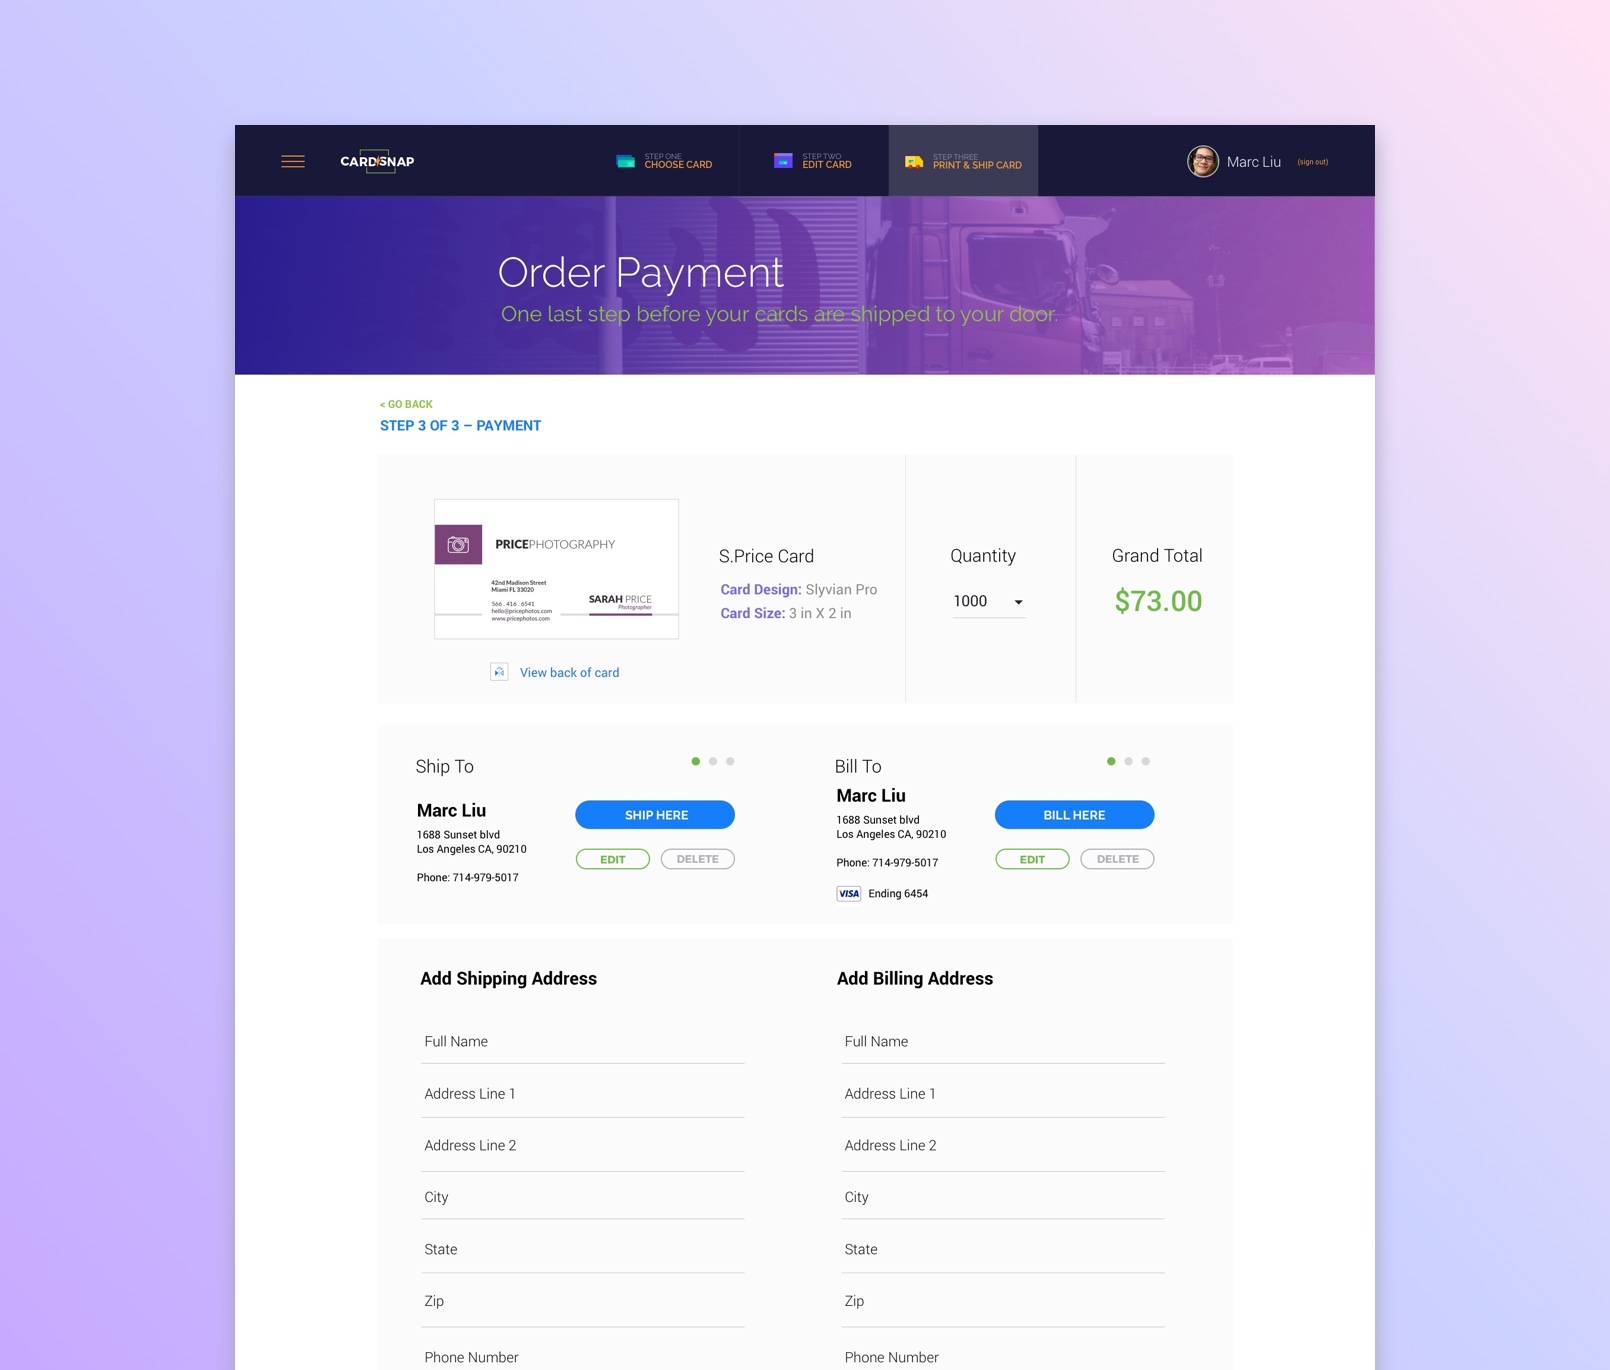 CARDSNAP
STEP ONE
CHOOSE CARD
STEP TWO
EDIT CARD
STEP THREE
PRINT & SHIP CARD
Marc Liu
(sign out)
Order Payment
One last step before your cards are shipped to your door.
< GO BACK
STEP 3 OF 3 – PAYMENT
PRICEPHOTOGRAPHY
42nd Madison Street
Miami FL 33020
566 . 416 . 6541
hello@pricephotos.com
www.pricephotos.com
SARAH PRICE
Photographer
View back of card
S.Price Card
Card Design: Slyvian Pro
Card Size: 3 in X 2 in
Quantity
1000
Grand Total
$73.00
Ship To
Marc Liu
1688 Sunset blvd
Los Angeles CA, 90210
Phone: 714-979-5017
SHIP HERE
EDIT
DELETE
Bill To
Marc Liu
1688 Sunset blvd
Los Angeles CA, 90210
Phone: 714-979-5017
VISA Ending 6454
BILL HERE
EDIT
DELETE
Add Shipping Address
Full Name
Address Line 1
Address Line 2
City
State
Zip
Phone Number
Add Billing Address
Full Name
Address Line 1
Address Line 2
City
State
Zip
Phone Number